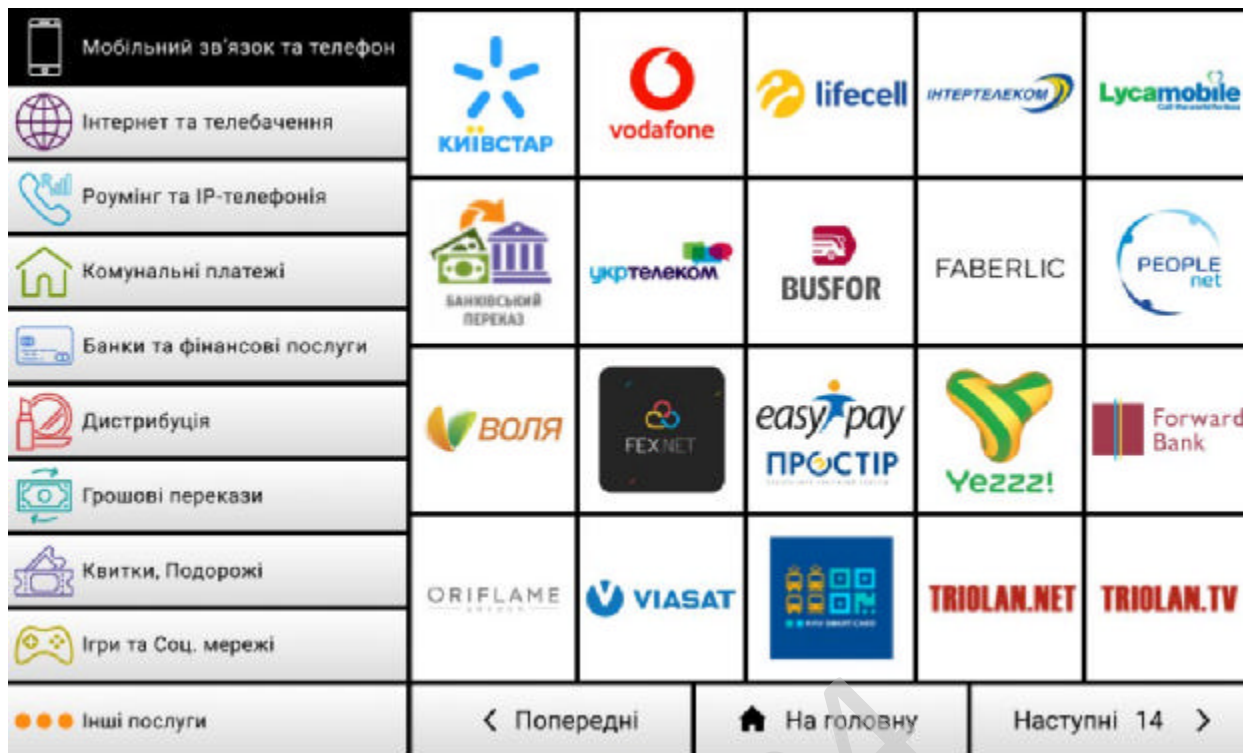 Мобільний зв'язок та телефон
Інтернет та телебачення
Роумінг та IP-телефонія
Комунальні платежі
Банки та фінансові послуги
Дистрибуція
Грошові перекази
Квитки, Подорожі
Ігри та Соц. мережі
Інші послуги
КИЇВСТАР
vodafone
lifecell
ІНТЕРТЕЛЕКОМ
Lycamobile
БАНКІВСЬКИЙ
ПЕРЕКАЗ
укртелеком
BUSFOR
FABERLIC
PEOPLE
net
ВОЛЯ
FEXNET
easypay
ПРОСТІР
Yezzz!
Forward
Bank
ORIFLAME
VIASAT
TRIOLAN.NET
TRIOLAN.TV
Попередні
На головну
Наступні 14